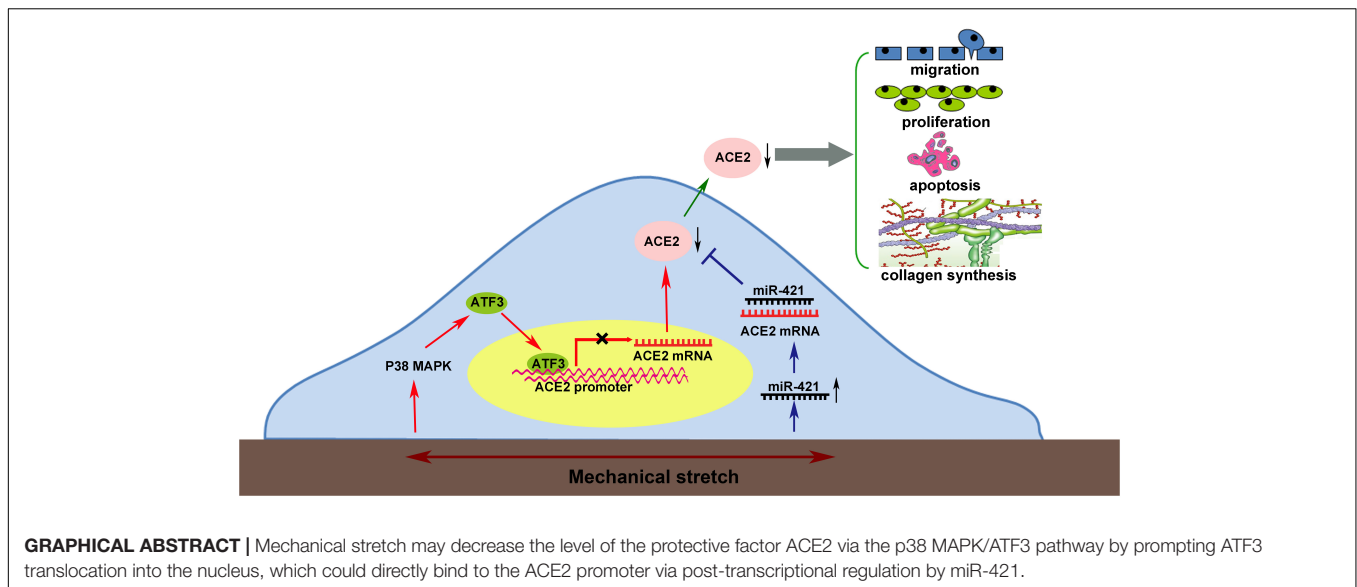 migration
proliferation
ACE2
apoptosis
ACE2
collagen synthesis
miR-421
ATF3
ACE2 mRNA
ACE2 mRNA
P38 MAPK
ATF3
ACE2 promoter
miR-421
Mechanical stretch
GRAPHICAL ABSTRACT | Mechanical stretch may decrease the level of the protective factor ACE2 via the p38 MAPK/ATF3 pathway by prompting ATF3
translocation into the nucleus, which could directly bind to the ACE2 promoter via post-transcriptional regulation by miR-421.